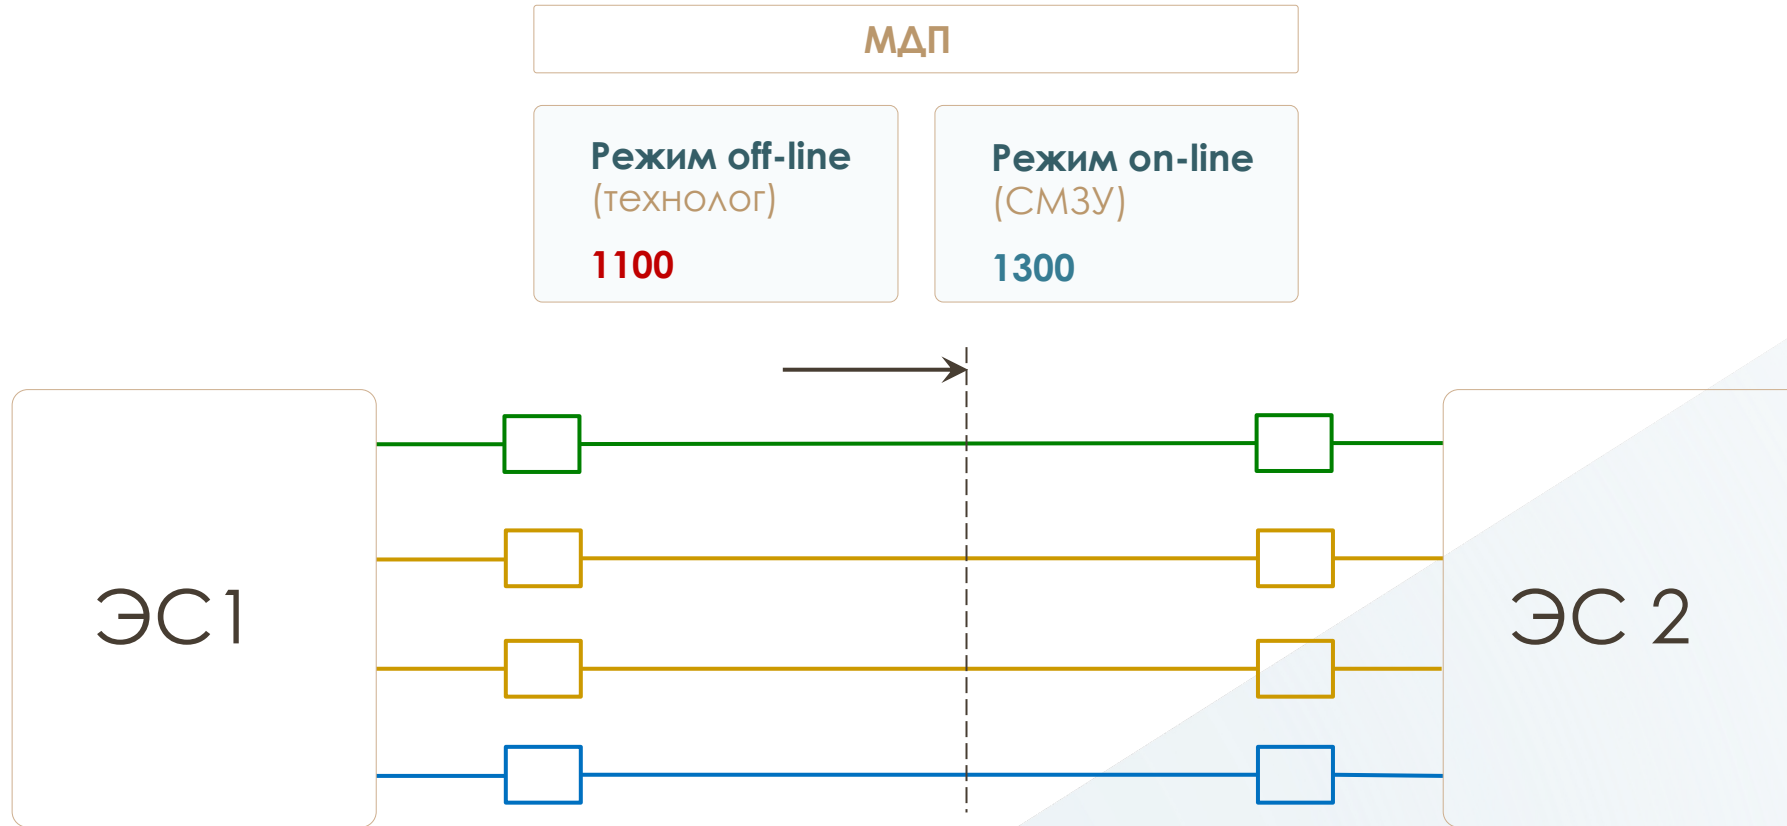 МДП
Режим off-line
(технолог)
1100
Режим on-line
(СМЗУ)
1300
ЭС1
ЭС 2